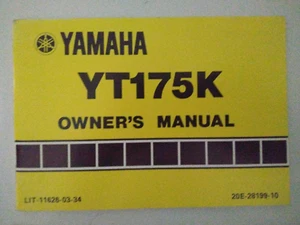 YAMAHA
YT175K
OWNER'S MANUAL
LIT-11626-03-34
20E-28199-10